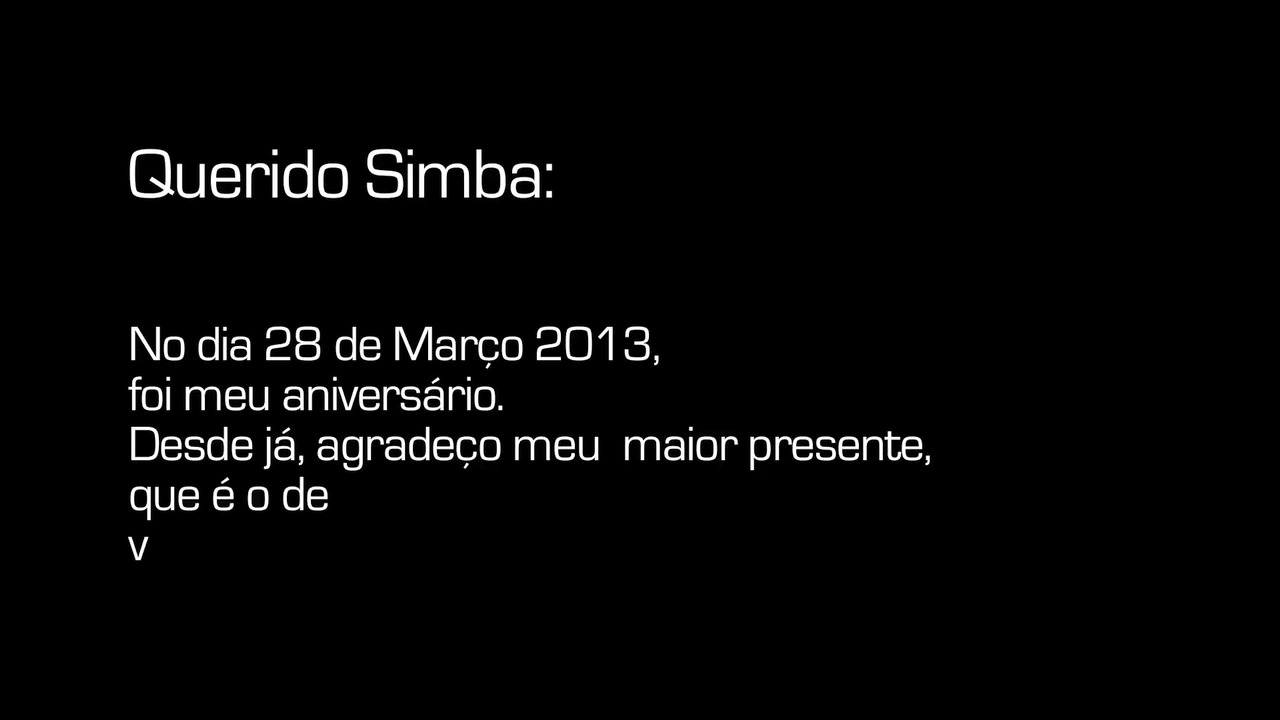 Querido Simba:
No dia 28 de Março 2013,
foi meu aniversário.
Desde já, agradeço meu  maior presente,
que é o de
v